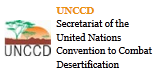 UNCCD
UNCCD
Secretariat of the
United Nations
Convention to Combat
Desertification